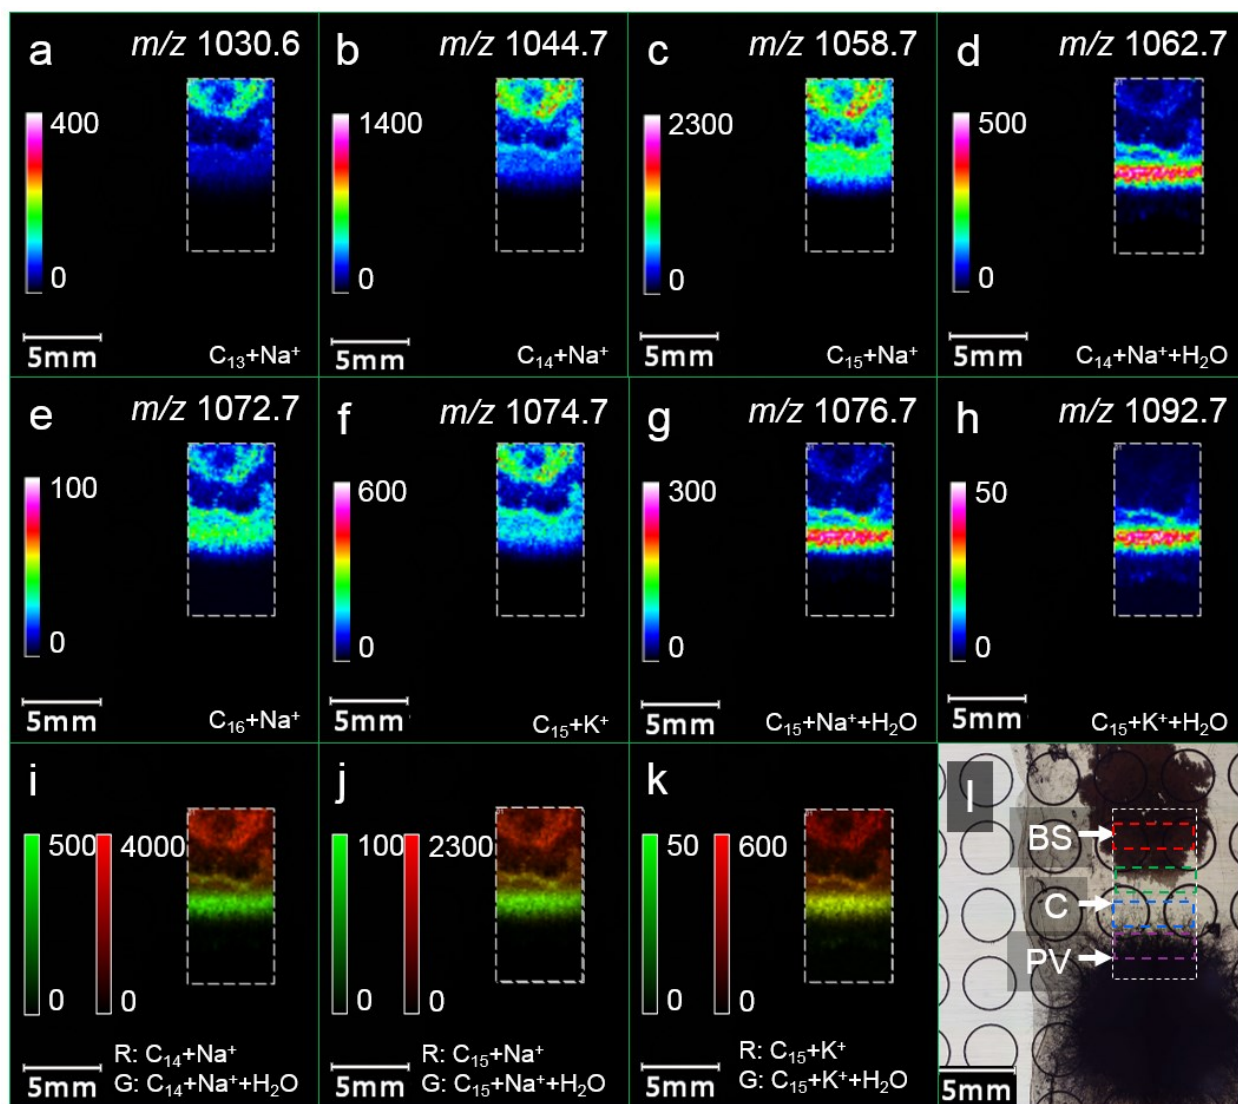 a
m/z 1030.6
400
0
5mm
C₁₃+Na⁺
b
m/z 1044.7
1400
0
5mm
C₁₄+Na⁺
c
m/z 1058.7
2300
0
5mm
C₁₅+Na⁺
d
m/z 1062.7
500
0
5mm
C₁₄+Na⁺+H₂O
e
m/z 1072.7
100
0
5mm
C₁₆+Na⁺
f
m/z 1074.7
600
0
5mm
C₁₅+K⁺
g
m/z 1076.7
300
0
5mm
C₁₅+Na⁺+H₂O
h
m/z 1092.7
50
0
5mm
C₁₅+K⁺+H₂O
i
500 4000
0 0
5mm
R: C₁₄+Na⁺
G: C₁₄+Na⁺+H₂O
j
100 2300
0 0
5mm
R: C₁₅+Na⁺
G: C₁₅+Na⁺+H₂O
k
50 600
0 0
5mm
R: C₁₅+K⁺
G: C₁₅+K⁺+H₂O
l
BS
C
PV
5mm